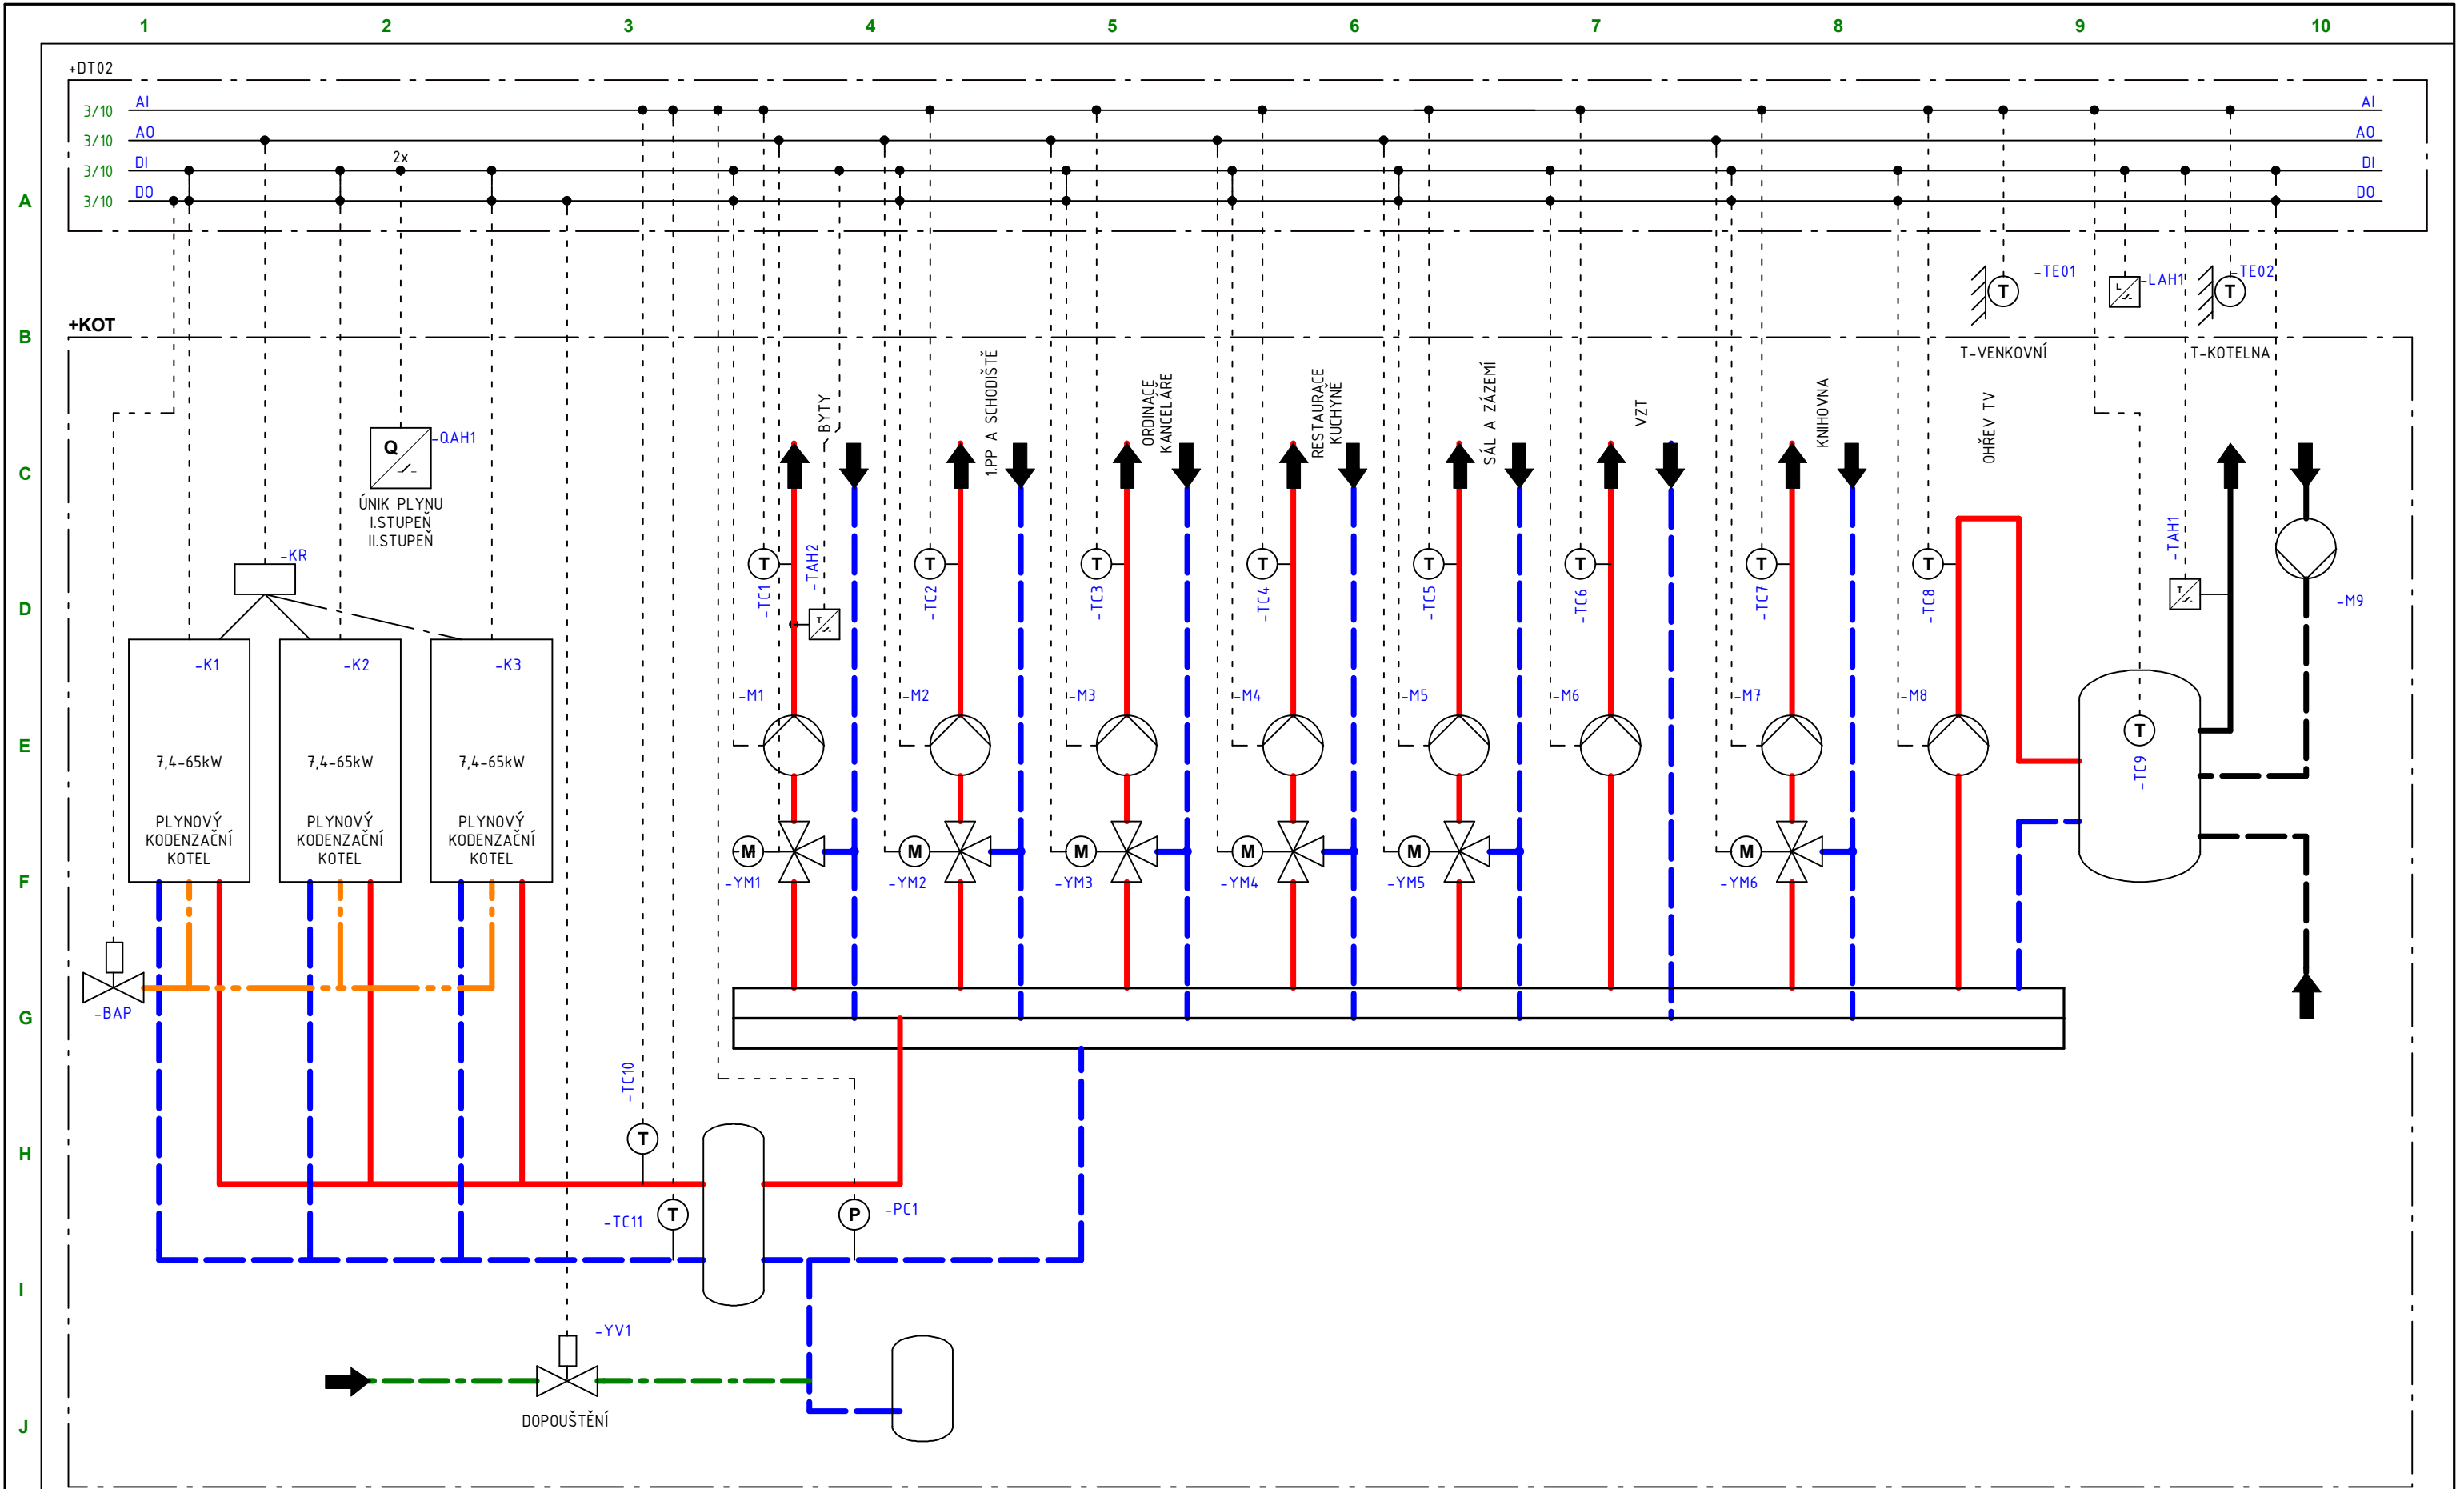 1 2 3 4 5 6 7 8 9 10
+DT02
3/10 AI AI
3/10 AO AO
3/10 DI 2x DI
A 3/10 DO DO
-TE01 -LAH1 -TE02
T L T
+KOT
B
T-VENKOVNÍ T-KOTELNA
BYTY
1.PP A SCHODIŠTĚ
ORDINACE
KANCELÁŘE
RESTAURACE
KUCHYNĚ
SÁL A ZÁZEMÍ
VZT
KNIHOVNA
OHŘEV TV
C
Q -QAH1
ÚNIK PLYNU
I.STUPEŇ
II.STUPEŇ
-KR
T T T T T T T T
-TC1 -TAH2 -TC2 -TC3 -TC4 -TC5 -TC6 -TC7 -TC8 -TAH1
D
T T
-M9
-K1 -K2 -K3
-M1 -M2 -M3 -M4 -M5 -M6 -M7 -M8
E
T
-TC9
7,4-65kW 7,4-65kW 7,4-65kW
PLYNOVÝ
KODENZAČNÍ
KOTEL
PLYNOVÝ
KODENZAČNÍ
KOTEL
PLYNOVÝ
KODENZAČNÍ
KOTEL
M M M M M M
F
-YM1 -YM2 -YM3 -YM4 -YM5 -YM6
-BAP
G
-TC10
T
H
-TC11 T P -PC1
I
-YV1
DOPOUŠTĚNÍ
J